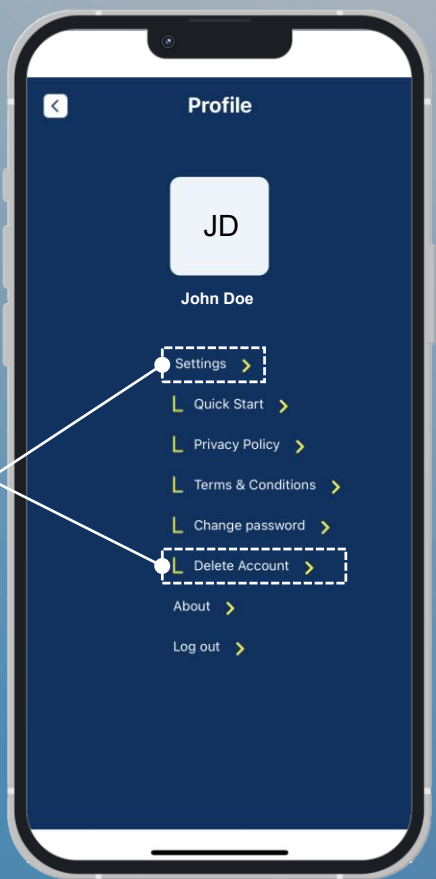 Profile
JD
John Doe
Settings
Quick Start
Privacy Policy
Terms & Conditions
Change password
Delete Account
About
Log out